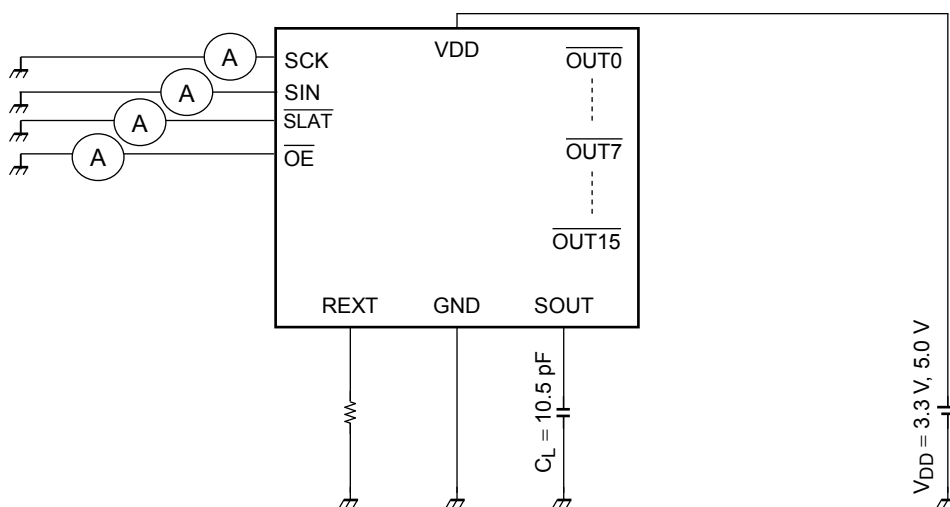 VDD
A
SCK
OUT0
A
SIN
A
SLAT
A
OE
OUT7
OUT15
REXT
GND
SOUT
CL = 10.5 pF
VDD = 3.3 V, 5.0 V